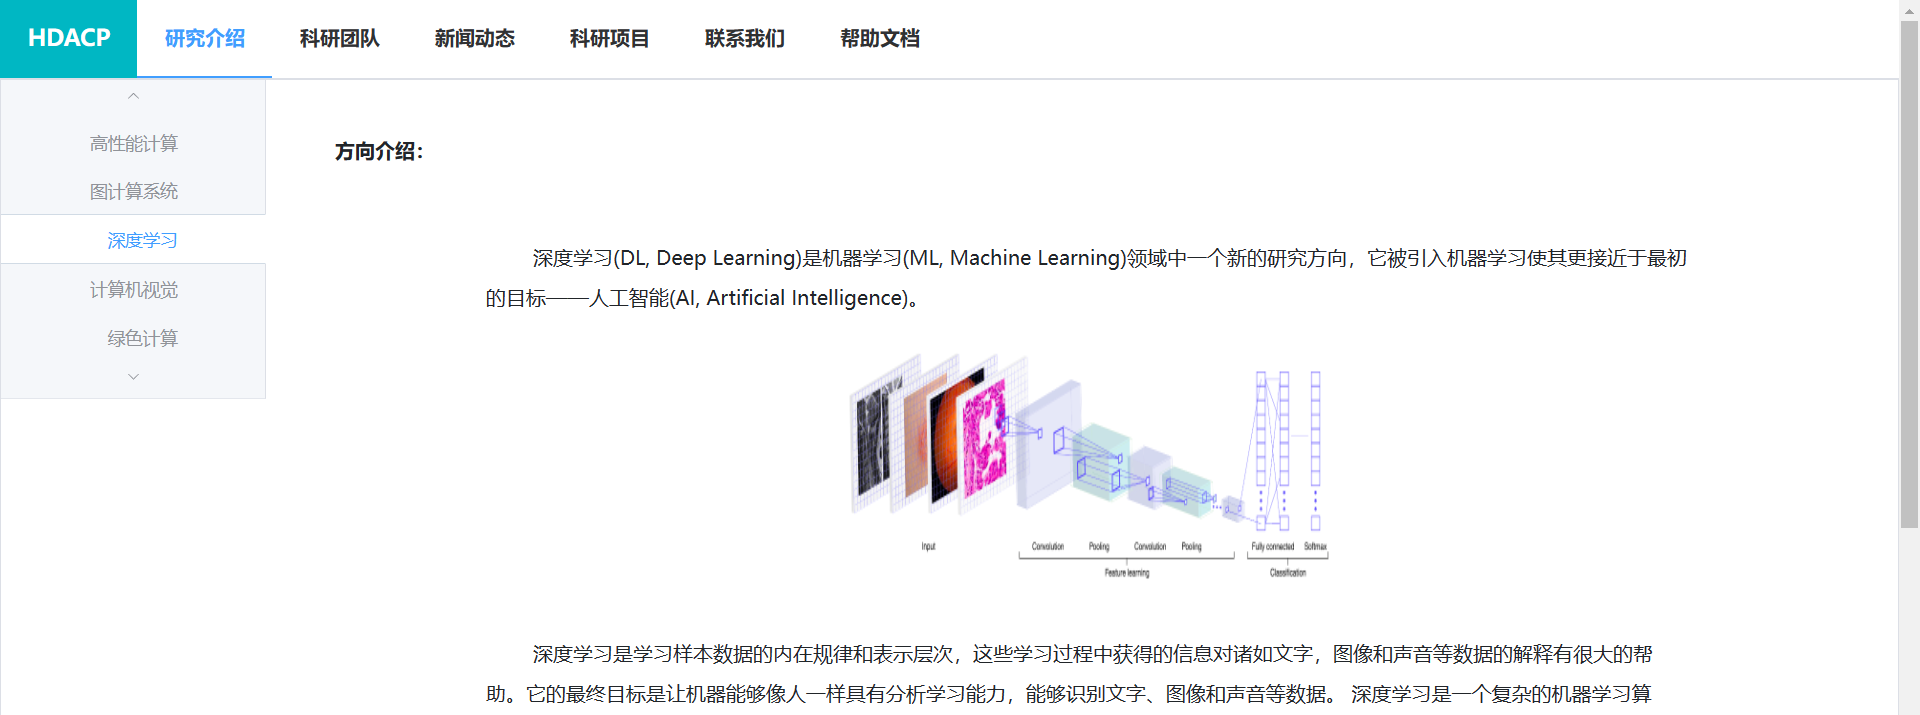 HDACP 研究介绍 科研团队 新闻动态 科研项目 联系我们 帮助文档
高性能计算
图计算系统
深度学习
计算机视觉
绿色计算
方向介绍：
深度学习(DL, Deep Learning)是机器学习(ML, Machine Learning)领域中一个新的研究方向，它被引入机器学习使其更接近于最初
的目标——人工智能(AI, Artificial Intelligence)。
Input Convolution Pooling Convolution Pooling Fully connected Softmax
Feature learning Classification
深度学习是学习样本数据的内在规律和表示层次，这些学习过程中获得的信息对诸如文字，图像和声音等数据的解释有很大的帮
助。它的最终目标是让机器能够像人一样具有分析学习能力，能够识别文字、图像和声音等数据。 深度学习是一个复杂的机器学习算